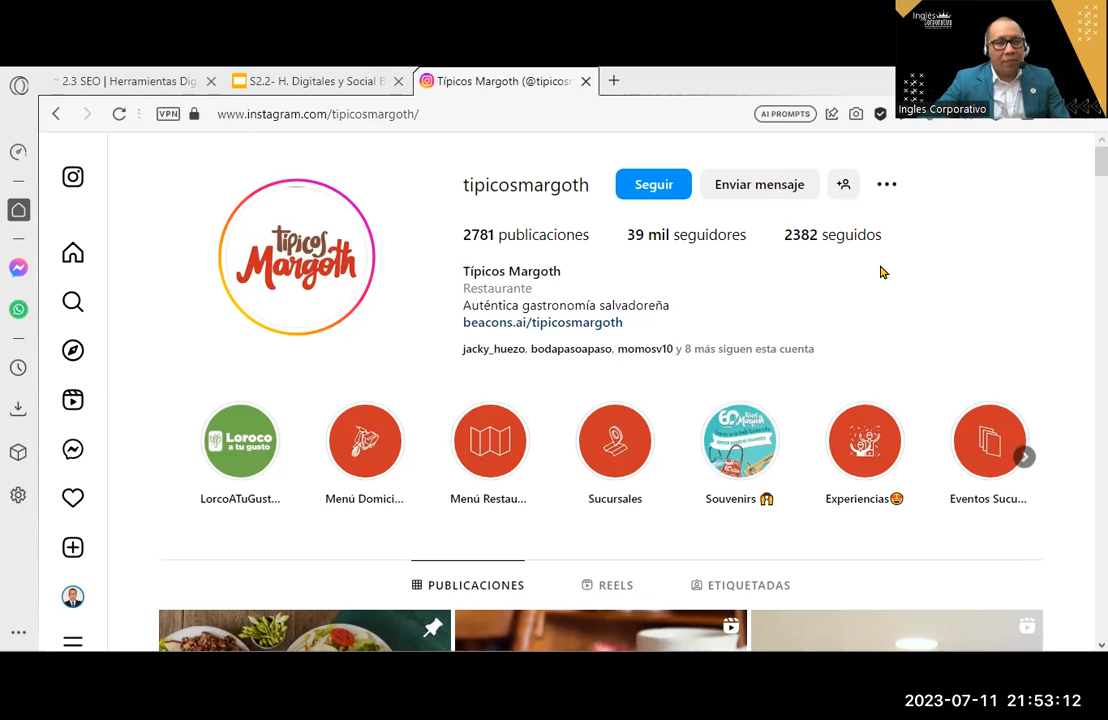 Inglés
Corporativo
Ingles Corporativo
2.3 SEO | Herramientas Dig
S2.2- H. Digitales y Social B
Típicos Margoth (@tipicosm
VPN
www.instagram.com/tipicosmargoth/
AI PROMPTS
típicos
Margoth
tipicosmargoth
Seguir
Enviar mensaje
2781 publicaciones
39 mil seguidores
2382 seguidos
Típicos Margoth
Restaurante
Auténtica gastronomía salvadoreña
beacons.ai/tipicosmargoth
jacky_huezo, bodapasoapaso, momosv10 y 8 más siguen esta cuenta
Loroco
a tu gusto
LorcoATuGust...
Menú Domici...
Menú Restau...
Sucursales
Souvenirs
Experiencias
Eventos Sucu...
PUBLICACIONES
REELS
ETIQUETADAS
2023-07-11 21:53:12